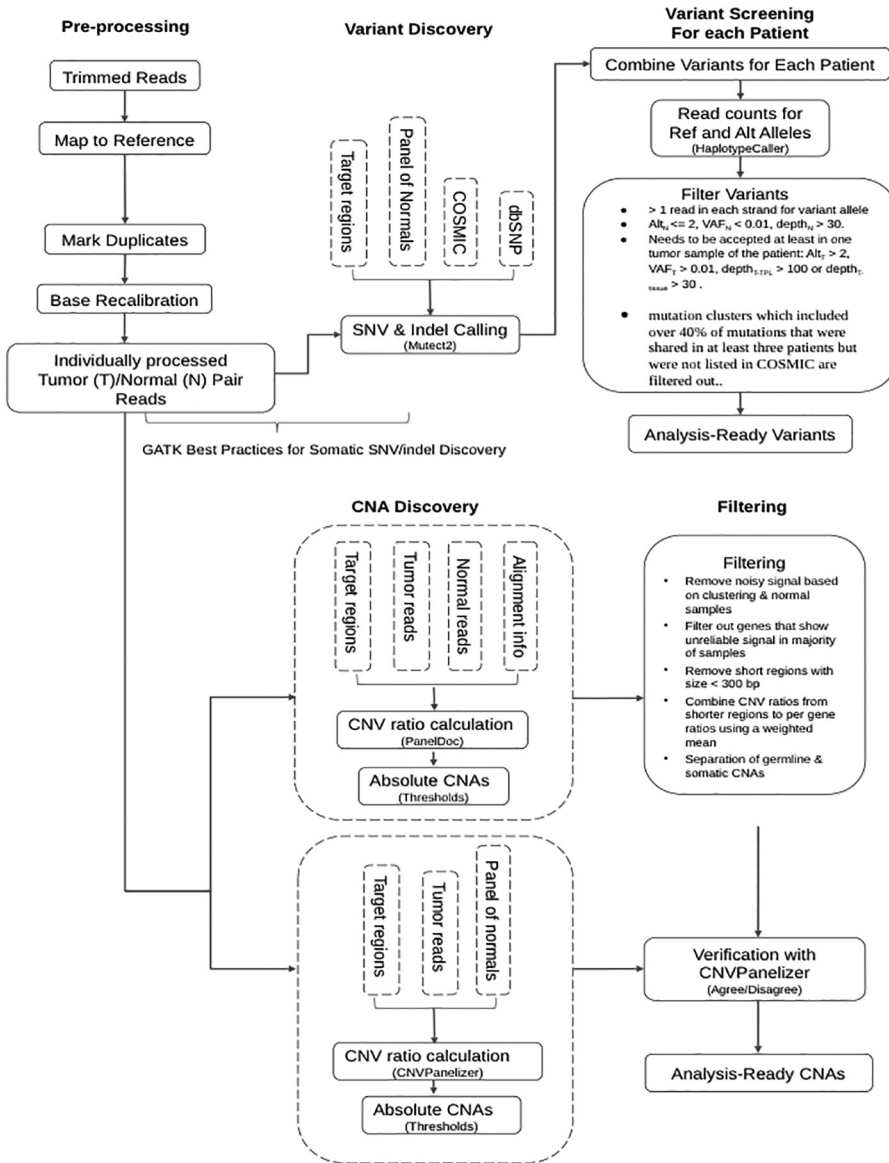 Pre-processing
Trimmed Reads
Map to Reference
Mark Duplicates
Base Recalibration
Individually processed
Tumor (T)/Normal (N) Pair
Reads
GATK Best Practices for Somatic SNV/indel Discovery
Variant Discovery
Target regions
Panel of Normals
COSMIC
dbSNP
SNV & Indel Calling
(Mutect2)
Variant Screening
For each Patient
Combine Variants for Each Patient
Read counts for
Ref and Alt Alleles
(HaplotypeCaller)
Filter Variants
• > 1 read in each strand for variant allele
• AltN <= 2, VAFN < 0.01, depthN > 30.
• Needs to be accepted at least in one
tumor sample of the patient: AltT > 2,
VAFT > 0.01, depthT-TPL > 100 or depthT-
tissue > 30 .
• mutation clusters which included
over 40% of mutations that were
shared in at least three patients but
were not listed in COSMIC are
filtered out..
Analysis-Ready Variants
CNA Discovery
Target regions
Tumor reads
Normal reads
Alignment info
CNV ratio calculation
(PanelDoc)
Absolute CNAs
(Thresholds)
Target regions
Tumor reads
Panel of normals
CNV ratio calculation
(CNVPanelizer)
Absolute CNAs
(Thresholds)
Filtering
Filtering
• Remove noisy signal based
on clustering & normal
samples
• Filter out genes that show
unreliable signal in majority
of samples
• Remove short regions with
size < 300 bp
• Combine CNV ratios from
shorter regions to per gene
ratios using a weighted
mean
• Separation of germline &
somatic CNAs
Verification with
CNVPanelizer
(Agree/Disagree)
Analysis-Ready CNAs